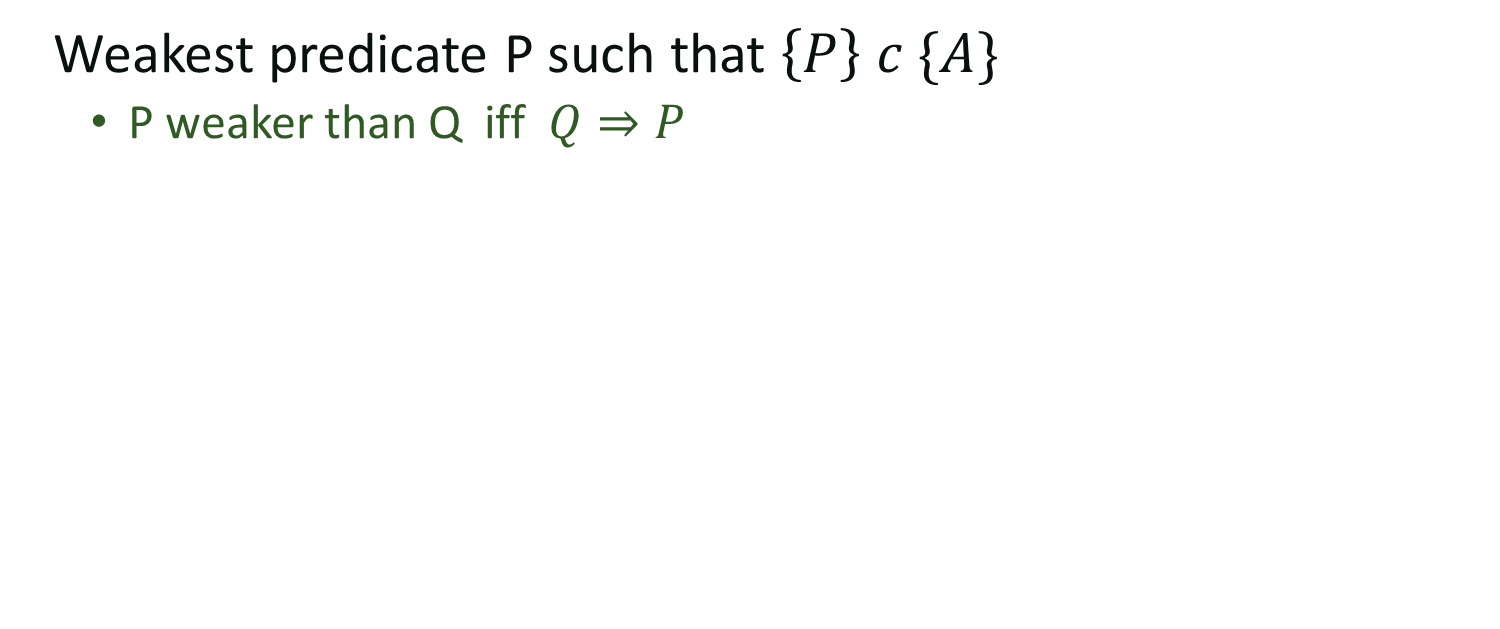 Weakest predicate P such that {𝑃} 𝑐 {𝐴}
• P weaker than Q iff 𝑄 ⇒ 𝑃